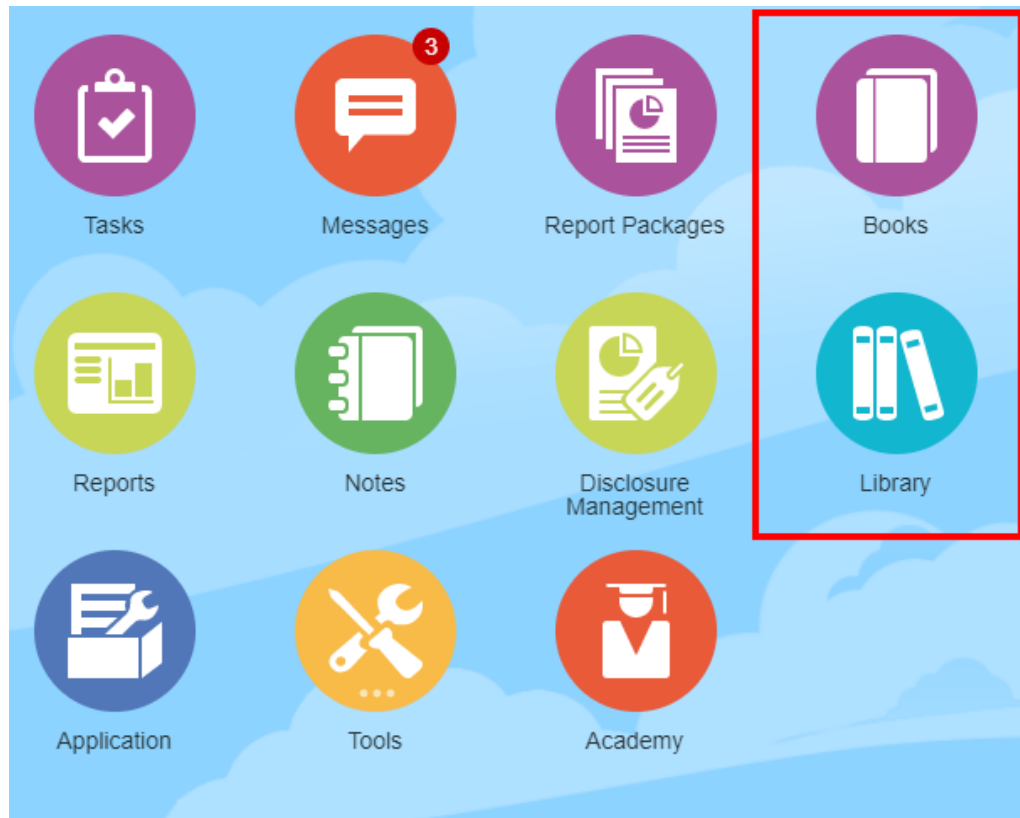 3
Tasks
Messages
Report Packages
Books
Reports
Notes
Disclosure
Management
Library
Application
Tools
Academy